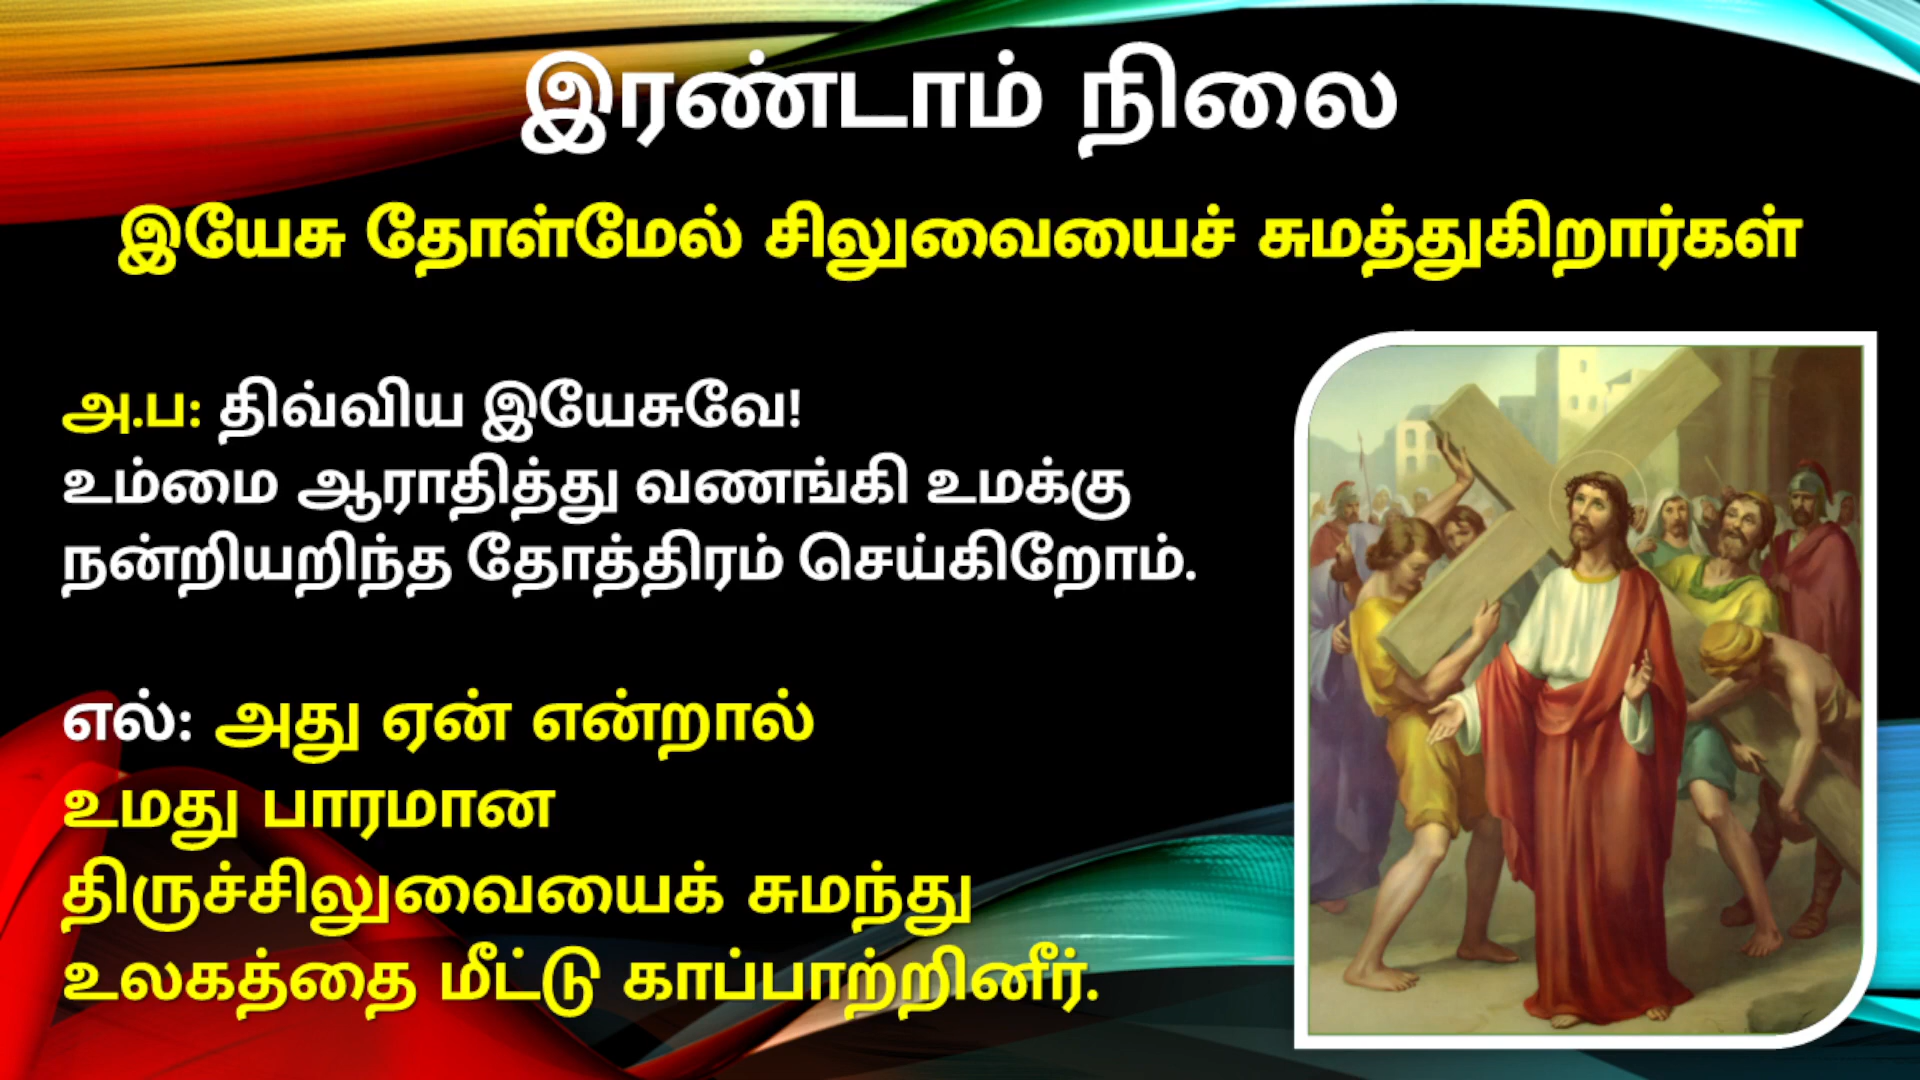 இரண்டாம் நிலை
இயேசு தோள்மேல் சிலுவையைச் சுமத்துகிறார்கள்
அ.ப: திவ்விய இயேசுவே!
உம்மை ஆராதித்து வணங்கி உமக்கு
நன்றியறிந்த தோத்திரம் செய்கிறோம்.
எல்: அது ஏன் என்றால்
உமது பாரமான
திருச்சிலுவையைக் சுமந்து
உலகத்தை மீட்டு காப்பாற்றினீர்.